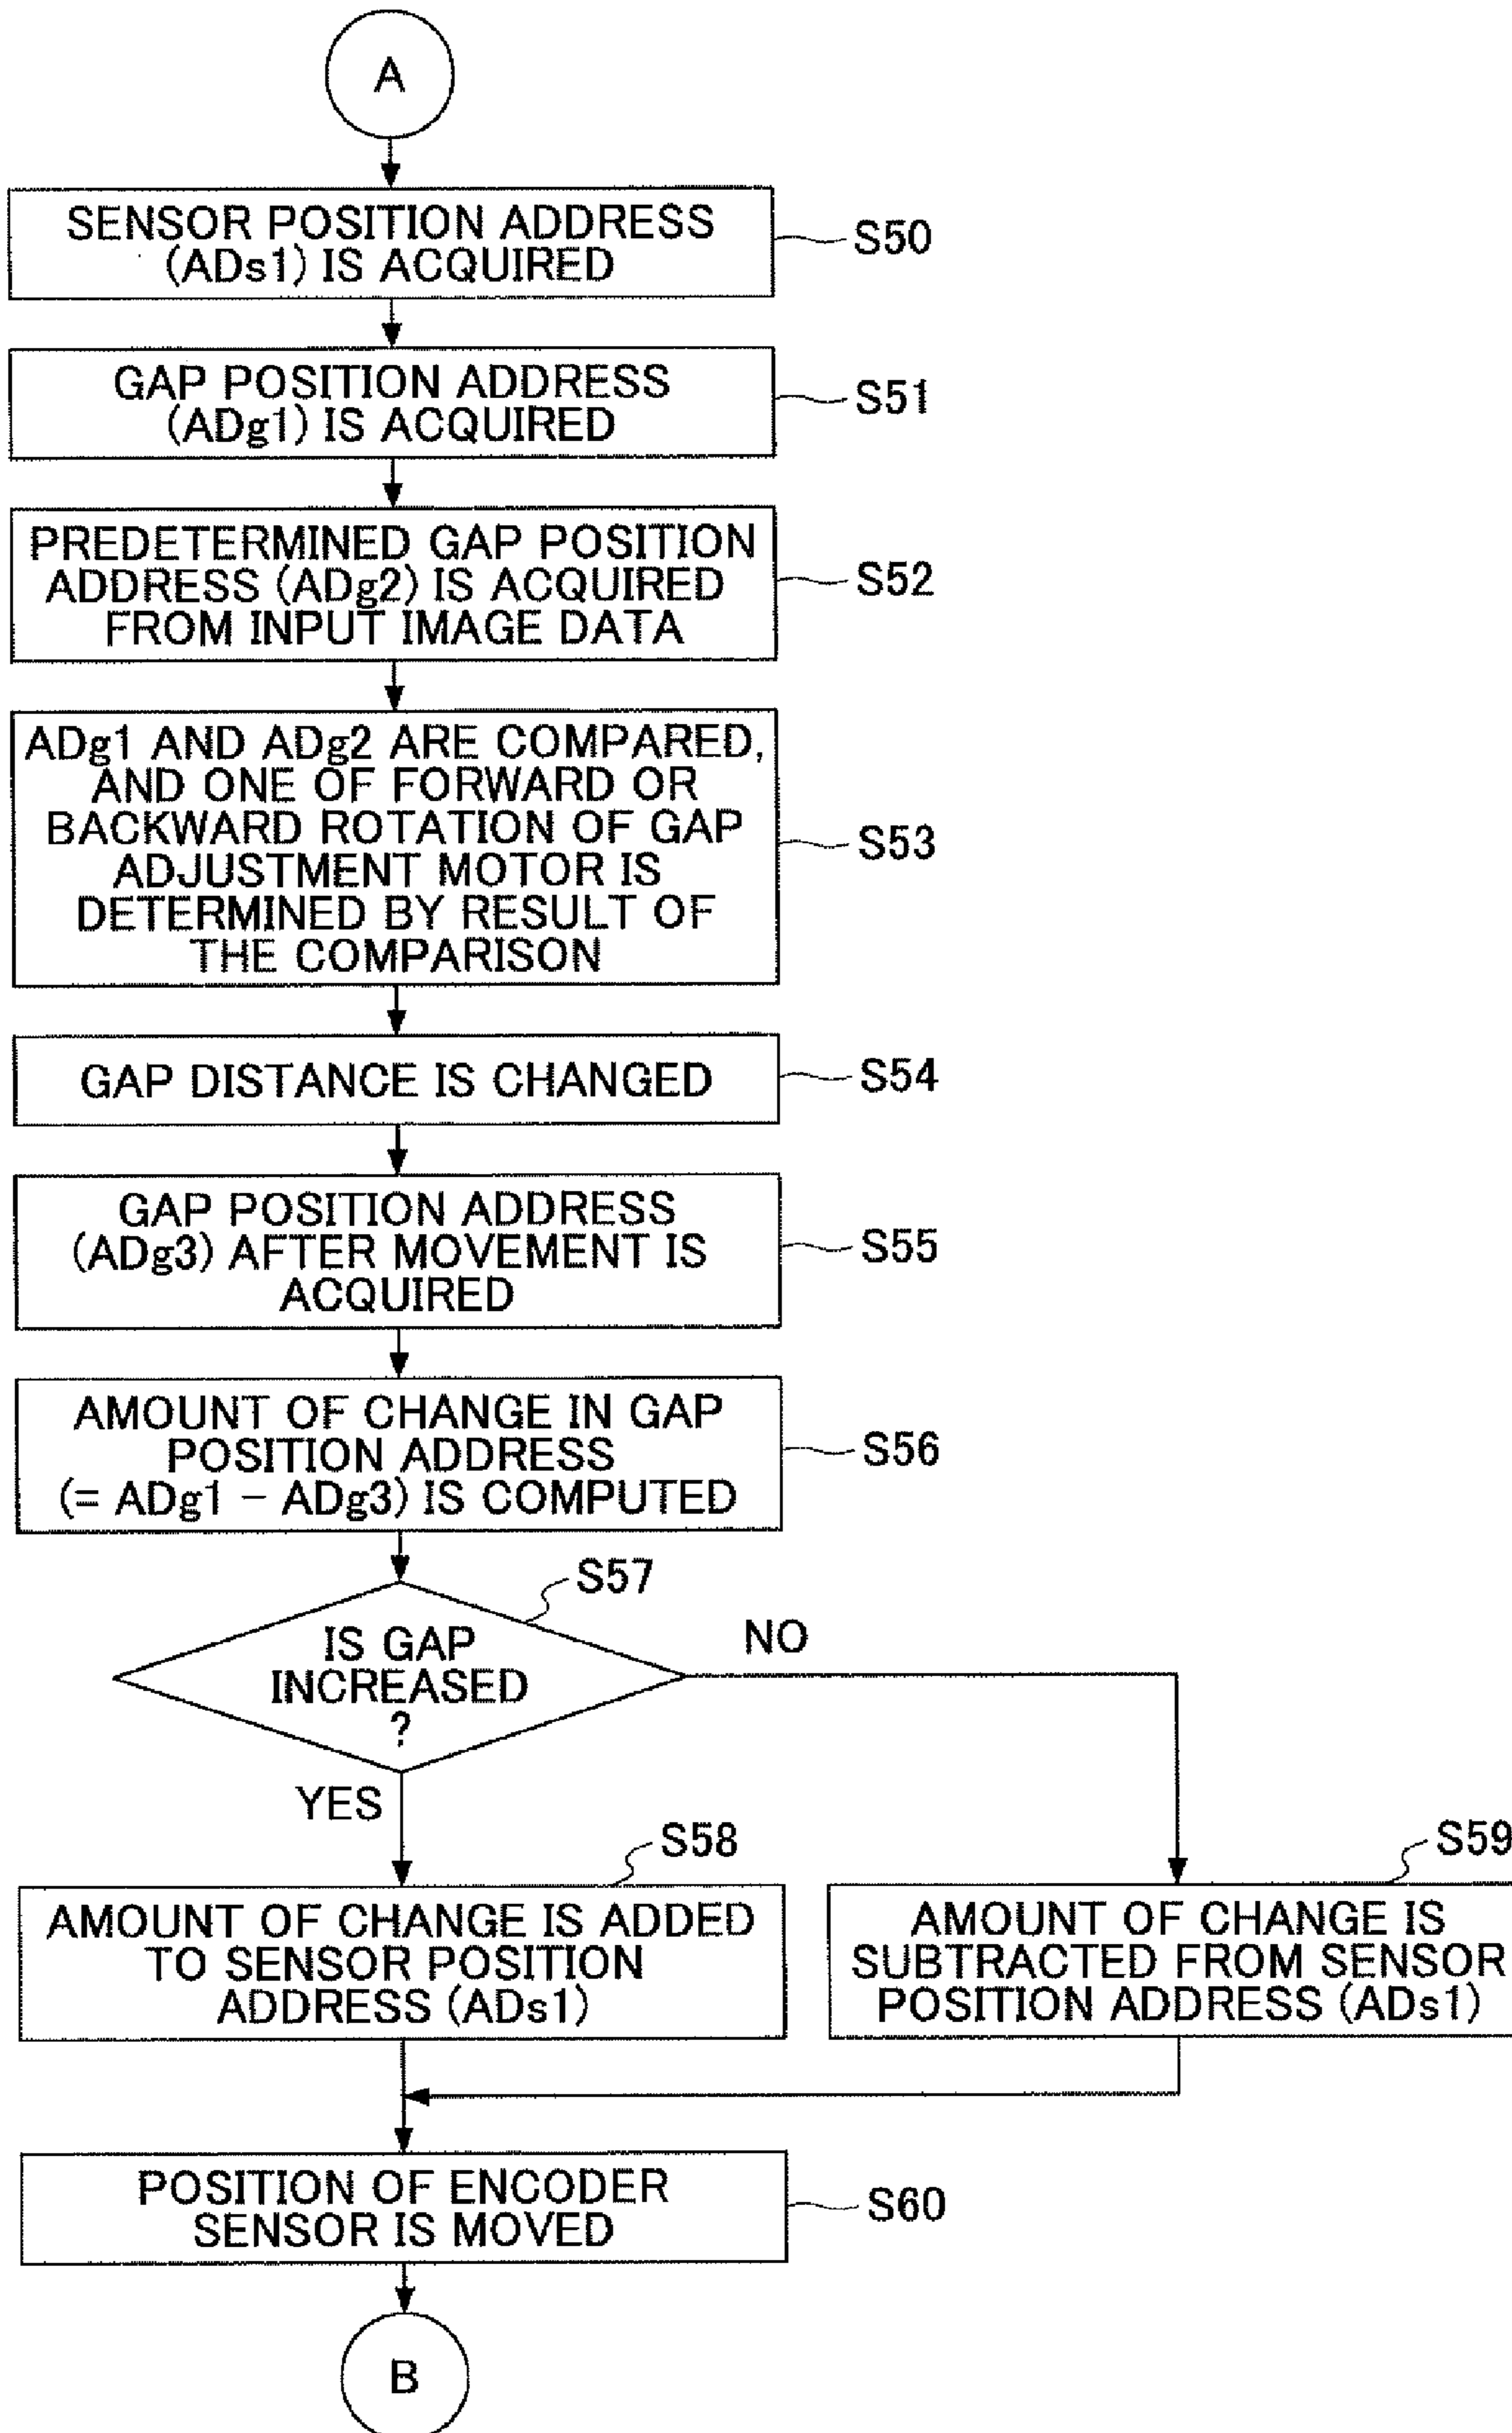 A
SENSOR POSITION ADDRESS
(ADs1) IS ACQUIRED
S50
GAP POSITION ADDRESS
(ADg1) IS ACQUIRED
S51
PREDETERMINED GAP POSITION
ADDRESS (ADg2) IS ACQUIRED
FROM INPUT IMAGE DATA
S52
ADg1 AND ADg2 ARE COMPARED,
AND ONE OF FORWARD OR
BACKWARD ROTATION OF GAP
ADJUSTMENT MOTOR IS
DETERMINED BY RESULT OF
THE COMPARISON
S53
GAP DISTANCE IS CHANGED
S54
GAP POSITION ADDRESS
(ADg3) AFTER MOVEMENT IS
ACQUIRED
S55
AMOUNT OF CHANGE IN GAP
POSITION ADDRESS
(= ADg1 − ADg3) IS COMPUTED
S56
S57
IS GAP
INCREASED
?
NO
YES
S58
AMOUNT OF CHANGE IS ADDED
TO SENSOR POSITION
ADDRESS (ADs1)
S59
AMOUNT OF CHANGE IS
SUBTRACTED FROM SENSOR
POSITION ADDRESS (ADs1)
POSITION OF ENCODER
SENSOR IS MOVED
S60
B